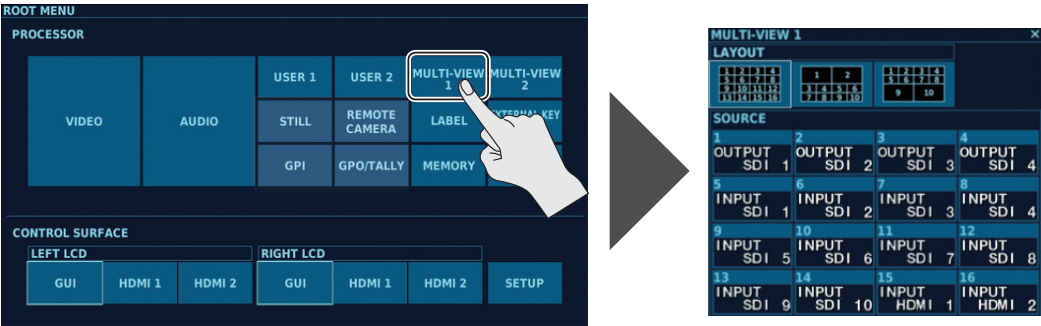 ROOT MENU
PROCESSOR
VIDEO
AUDIO
USER 1
USER 2
MULTI-VIEW
1
MULTI-VIEW
2
STILL
REMOTE
CAMERA
LABEL
EXTERNAL KEY
GPI
GPO/TALLY
MEMORY
CONTROL SURFACE
LEFT LCD
RIGHT LCD
GUI
HDMI 1
HDMI 2
GUI
HDMI 1
HDMI 2
SETUP
MULTI-VIEW 1 ×
LAYOUT
1 2 3 4
5 6 7 8
9 10 11 12
13 14 15 16
1 2
3 4 5 6
7 8 9 10
1 2 3 4
5 6 7 8
9 10
SOURCE
1 2 3 4
OUTPUT OUTPUT OUTPUT OUTPUT
SDI 1 SDI 2 SDI 3 SDI 4
5 6 7 8
INPUT INPUT INPUT INPUT
SDI 1 SDI 2 SDI 3 SDI 4
9 10 11 12
INPUT INPUT INPUT INPUT
SDI 5 SDI 6 SDI 7 SDI 8
13 14 15 16
INPUT INPUT INPUT INPUT
SDI 9 SDI 10 HDMI 1 HDMI 2